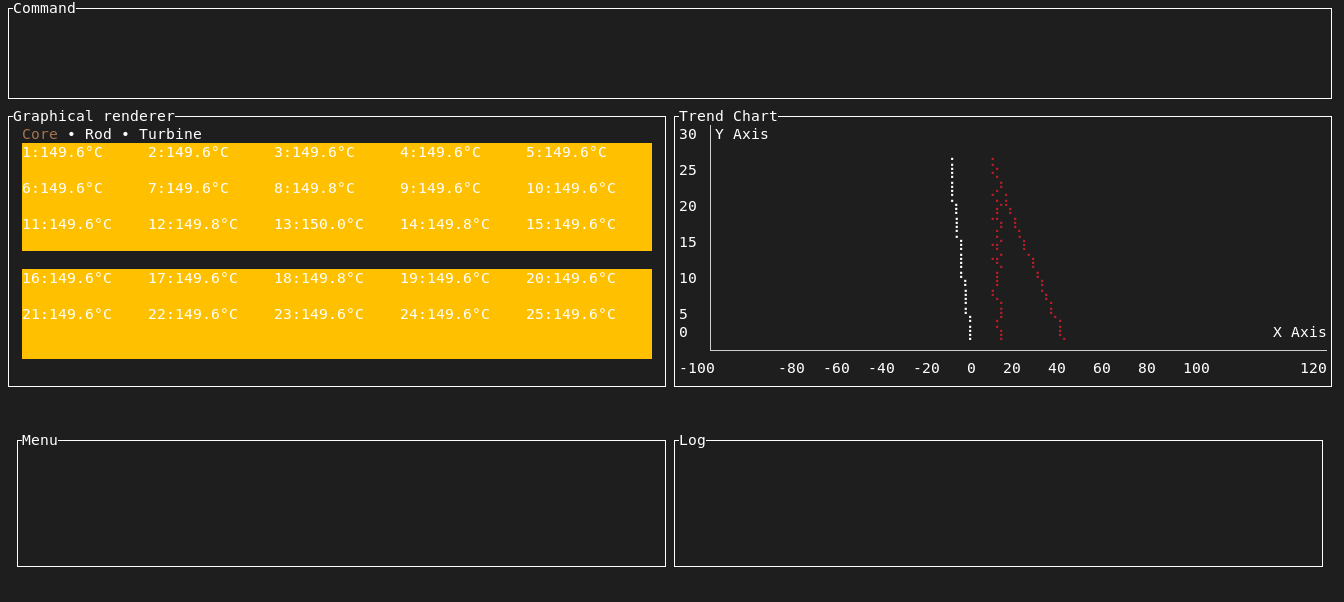 Command
Graphical renderer
Core • Rod • Turbine
1:149.6°C 2:149.6°C 3:149.6°C 4:149.6°C 5:149.6°C
6:149.6°C 7:149.6°C 8:149.8°C 9:149.6°C 10:149.6°C
11:149.6°C 12:149.8°C 13:150.0°C 14:149.8°C 15:149.6°C
16:149.6°C 17:149.6°C 18:149.8°C 19:149.6°C 20:149.6°C
21:149.6°C 22:149.6°C 23:149.6°C 24:149.6°C 25:149.6°C
Trend Chart
30 Y Axis
25
20
15
10
5
0 X Axis
-100 -80 -60 -40 -20 0 20 40 60 80 100 120
Menu
Log